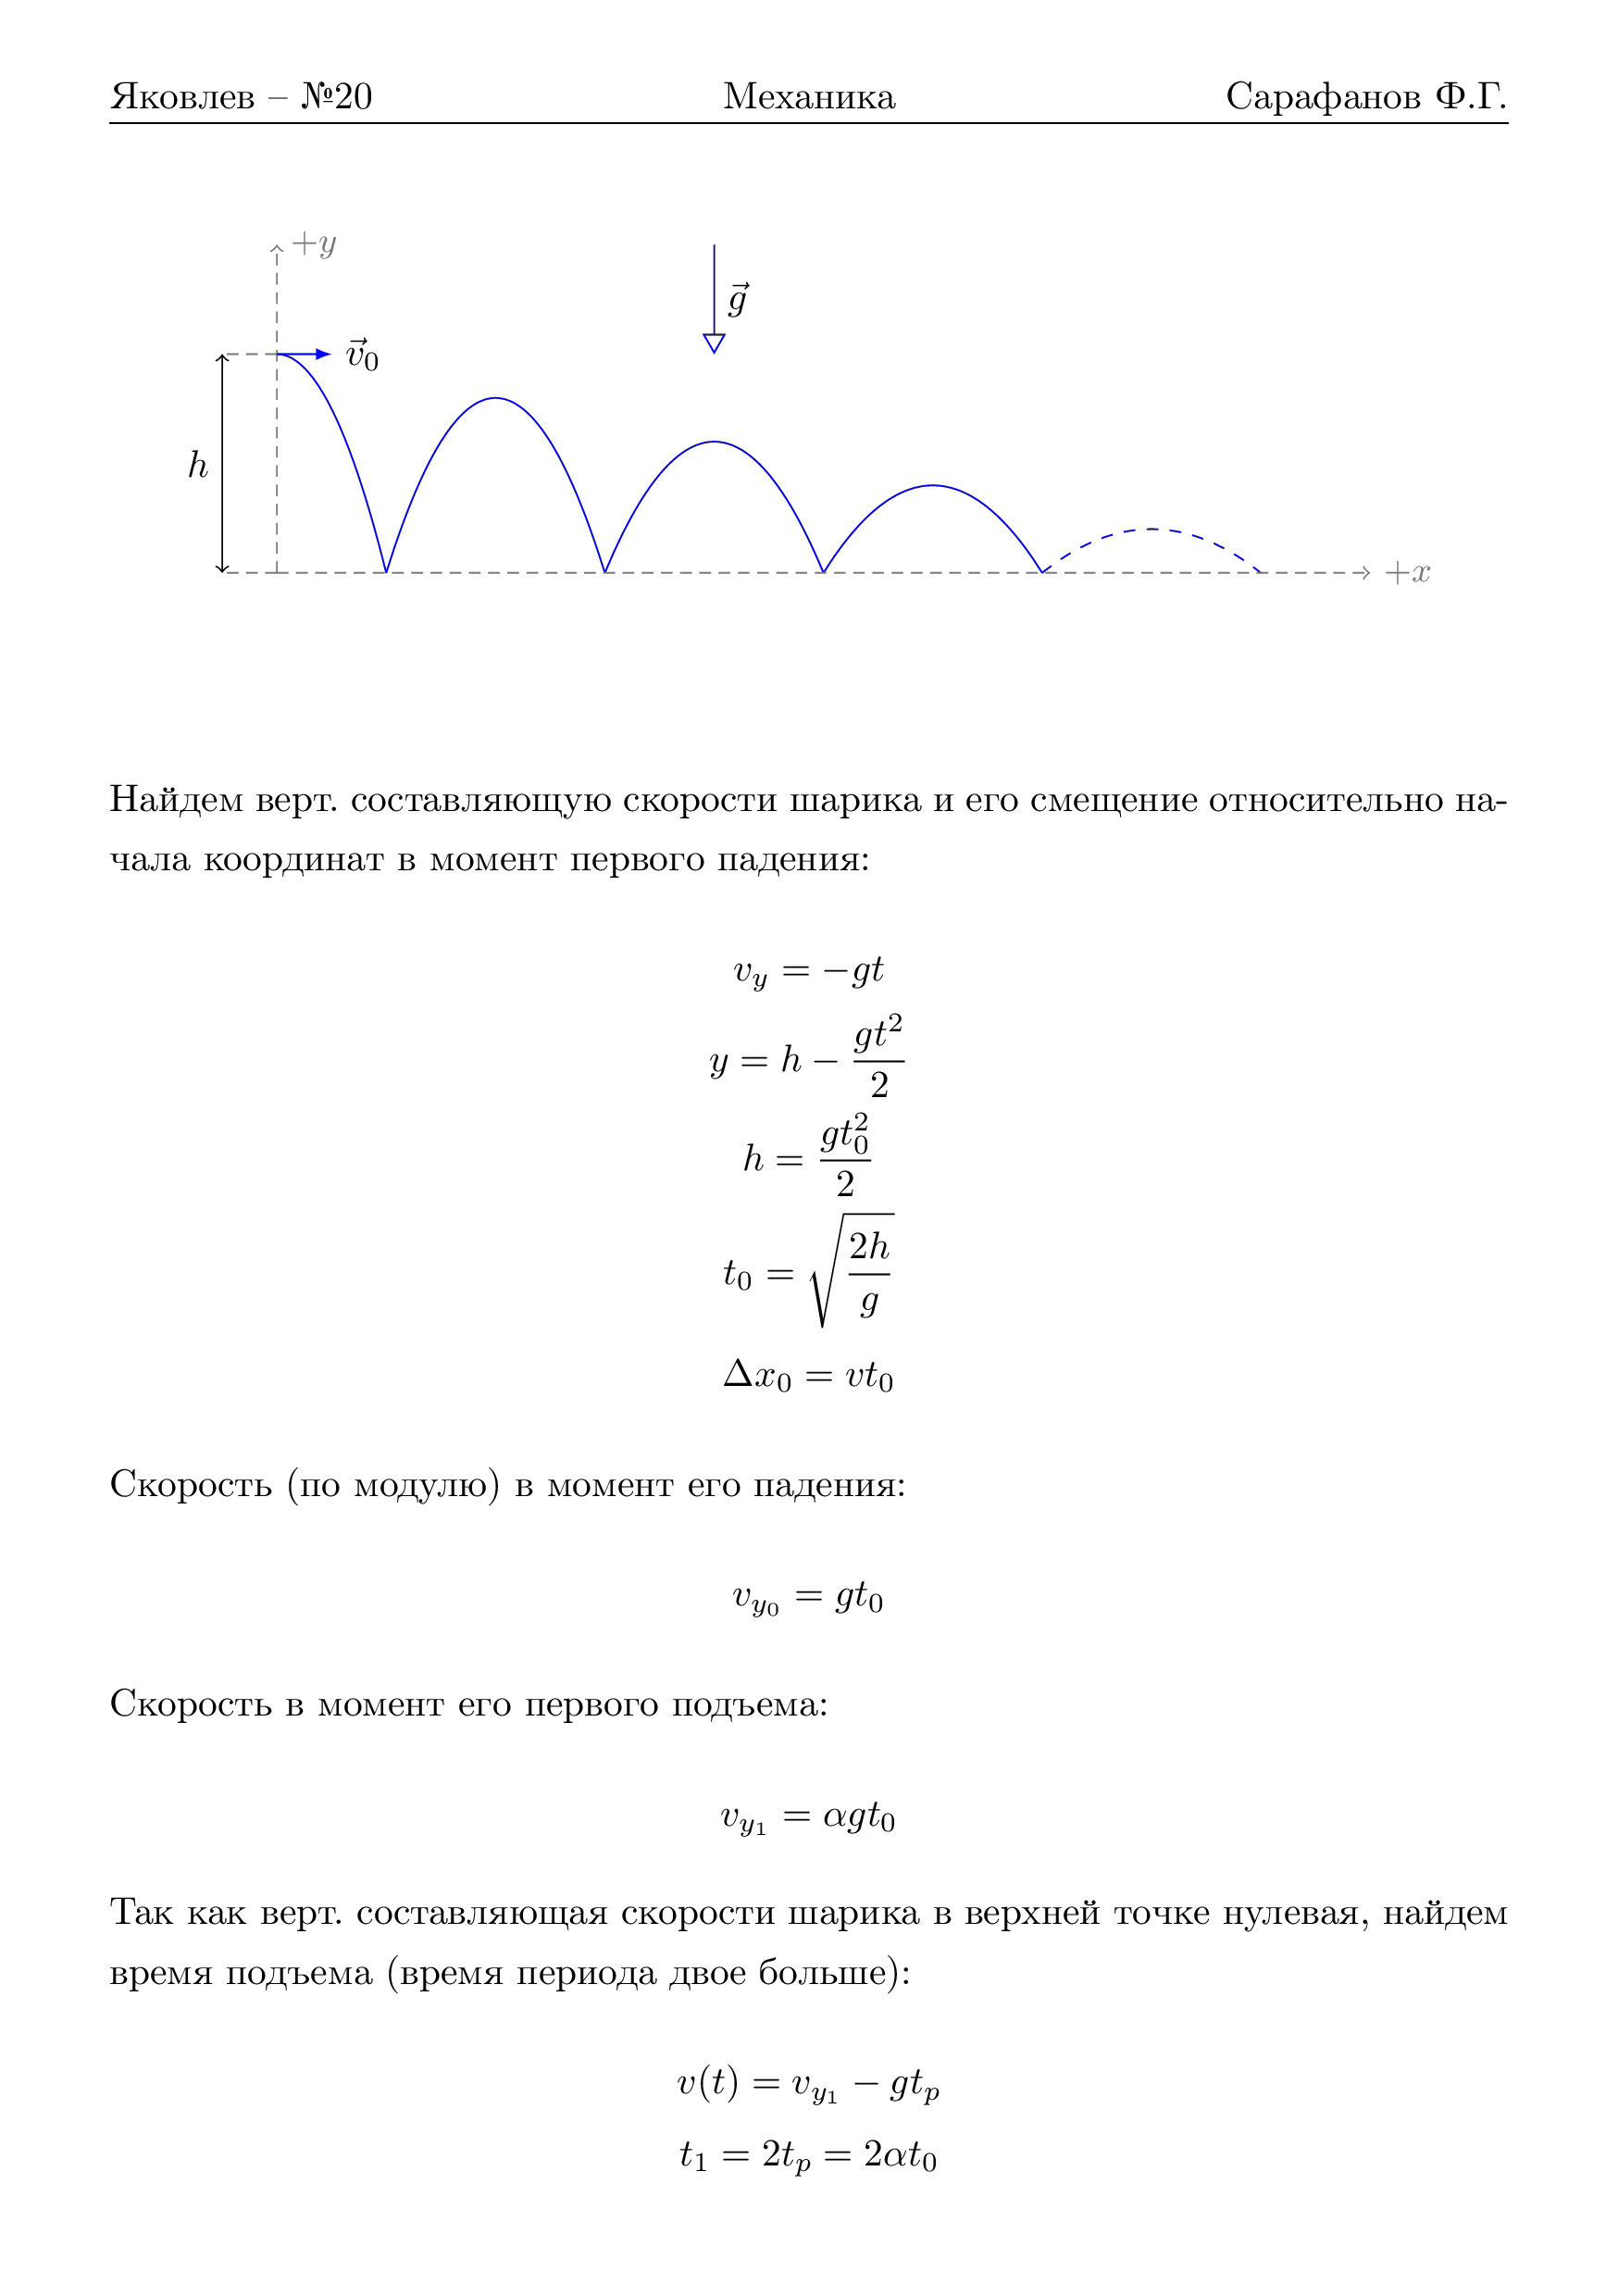 Яковлев – №20 Механика Сарафанов Ф.Г.
+y
$\vec{g}$
$\vec{v}_0$
h
+x
Найдем верт. составляющую скорости шарика и его смещение относительно на-
чала координат в момент первого падения:
$v_y = -gt$
$y = h - \frac{gt^2}{2}$
$h = \frac{gt_0^2}{2}$
$t_0 = \sqrt{\frac{2h}{g}}$
$\Delta x_0 = vt_0$
Скорость (по модулю) в момент его падения:
$v_{y_0} = gt_0$
Скорость в момент его первого подъема:
$v_{y_1} = \alpha gt_0$
Так как верт. составляющая скорости шарика в верхней точке нулевая, найдем
время подъема (время периода двое больше):
$v(t) = v_{y_1} - gt_p$
$t_1 = 2t_p = 2\alpha t_0$